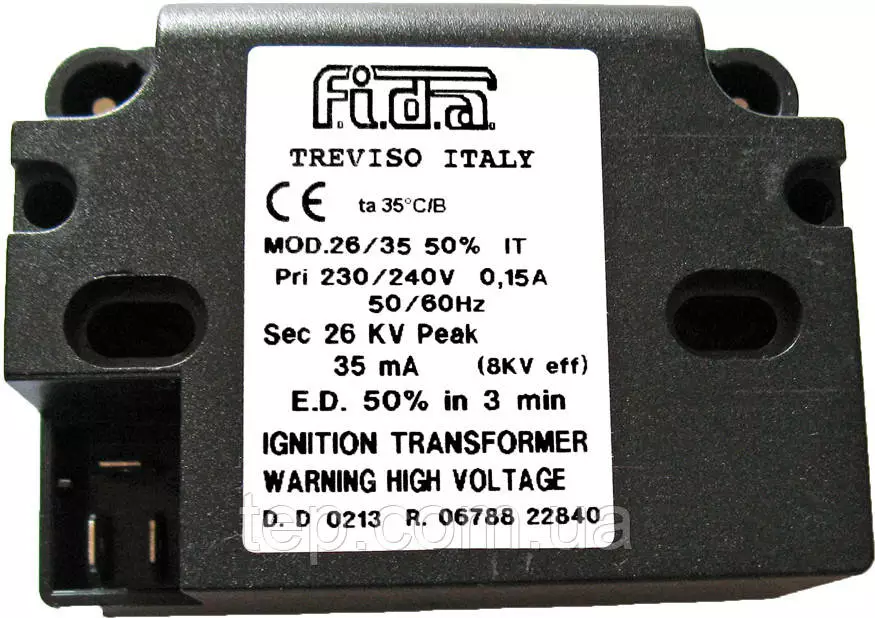 f.i.d.a.
TREVISO ITALY
CE ta 35°C/B
MOD.26/35 50% IT
Pri 230/240V 0,15A
50/60Hz
Sec 26 KV Peak
35 mA (8KV eff)
E.D. 50% in 3 min
IGNITION TRANSFORMER
WARNING HIGH VOLTAGE
D. D 0213 R. 06788 22840
tep.com.ua